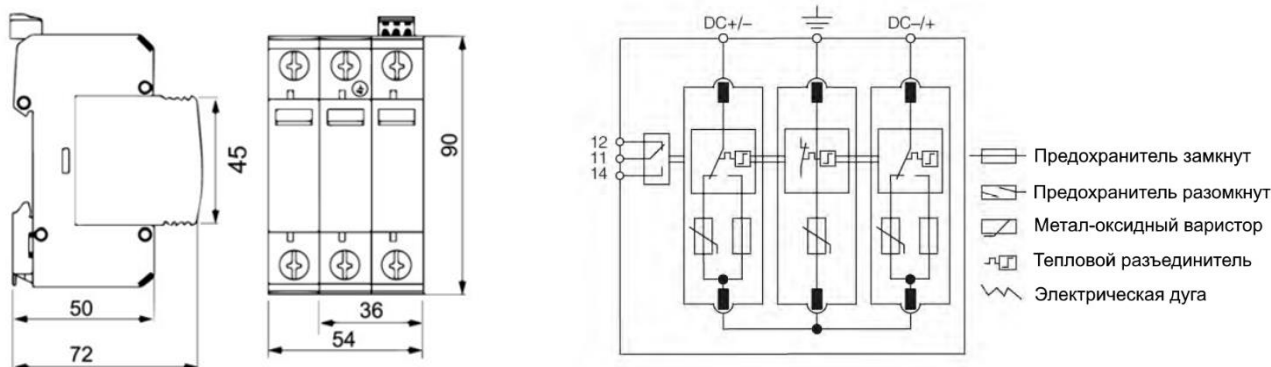 45
90
50
72
36
54
DC+/–
DC–/+
12
11
14
Предохранитель замкнут
Предохранитель разомкнут
Метал-оксидный варистор
Тепловой разъединитель
Электрическая дуга